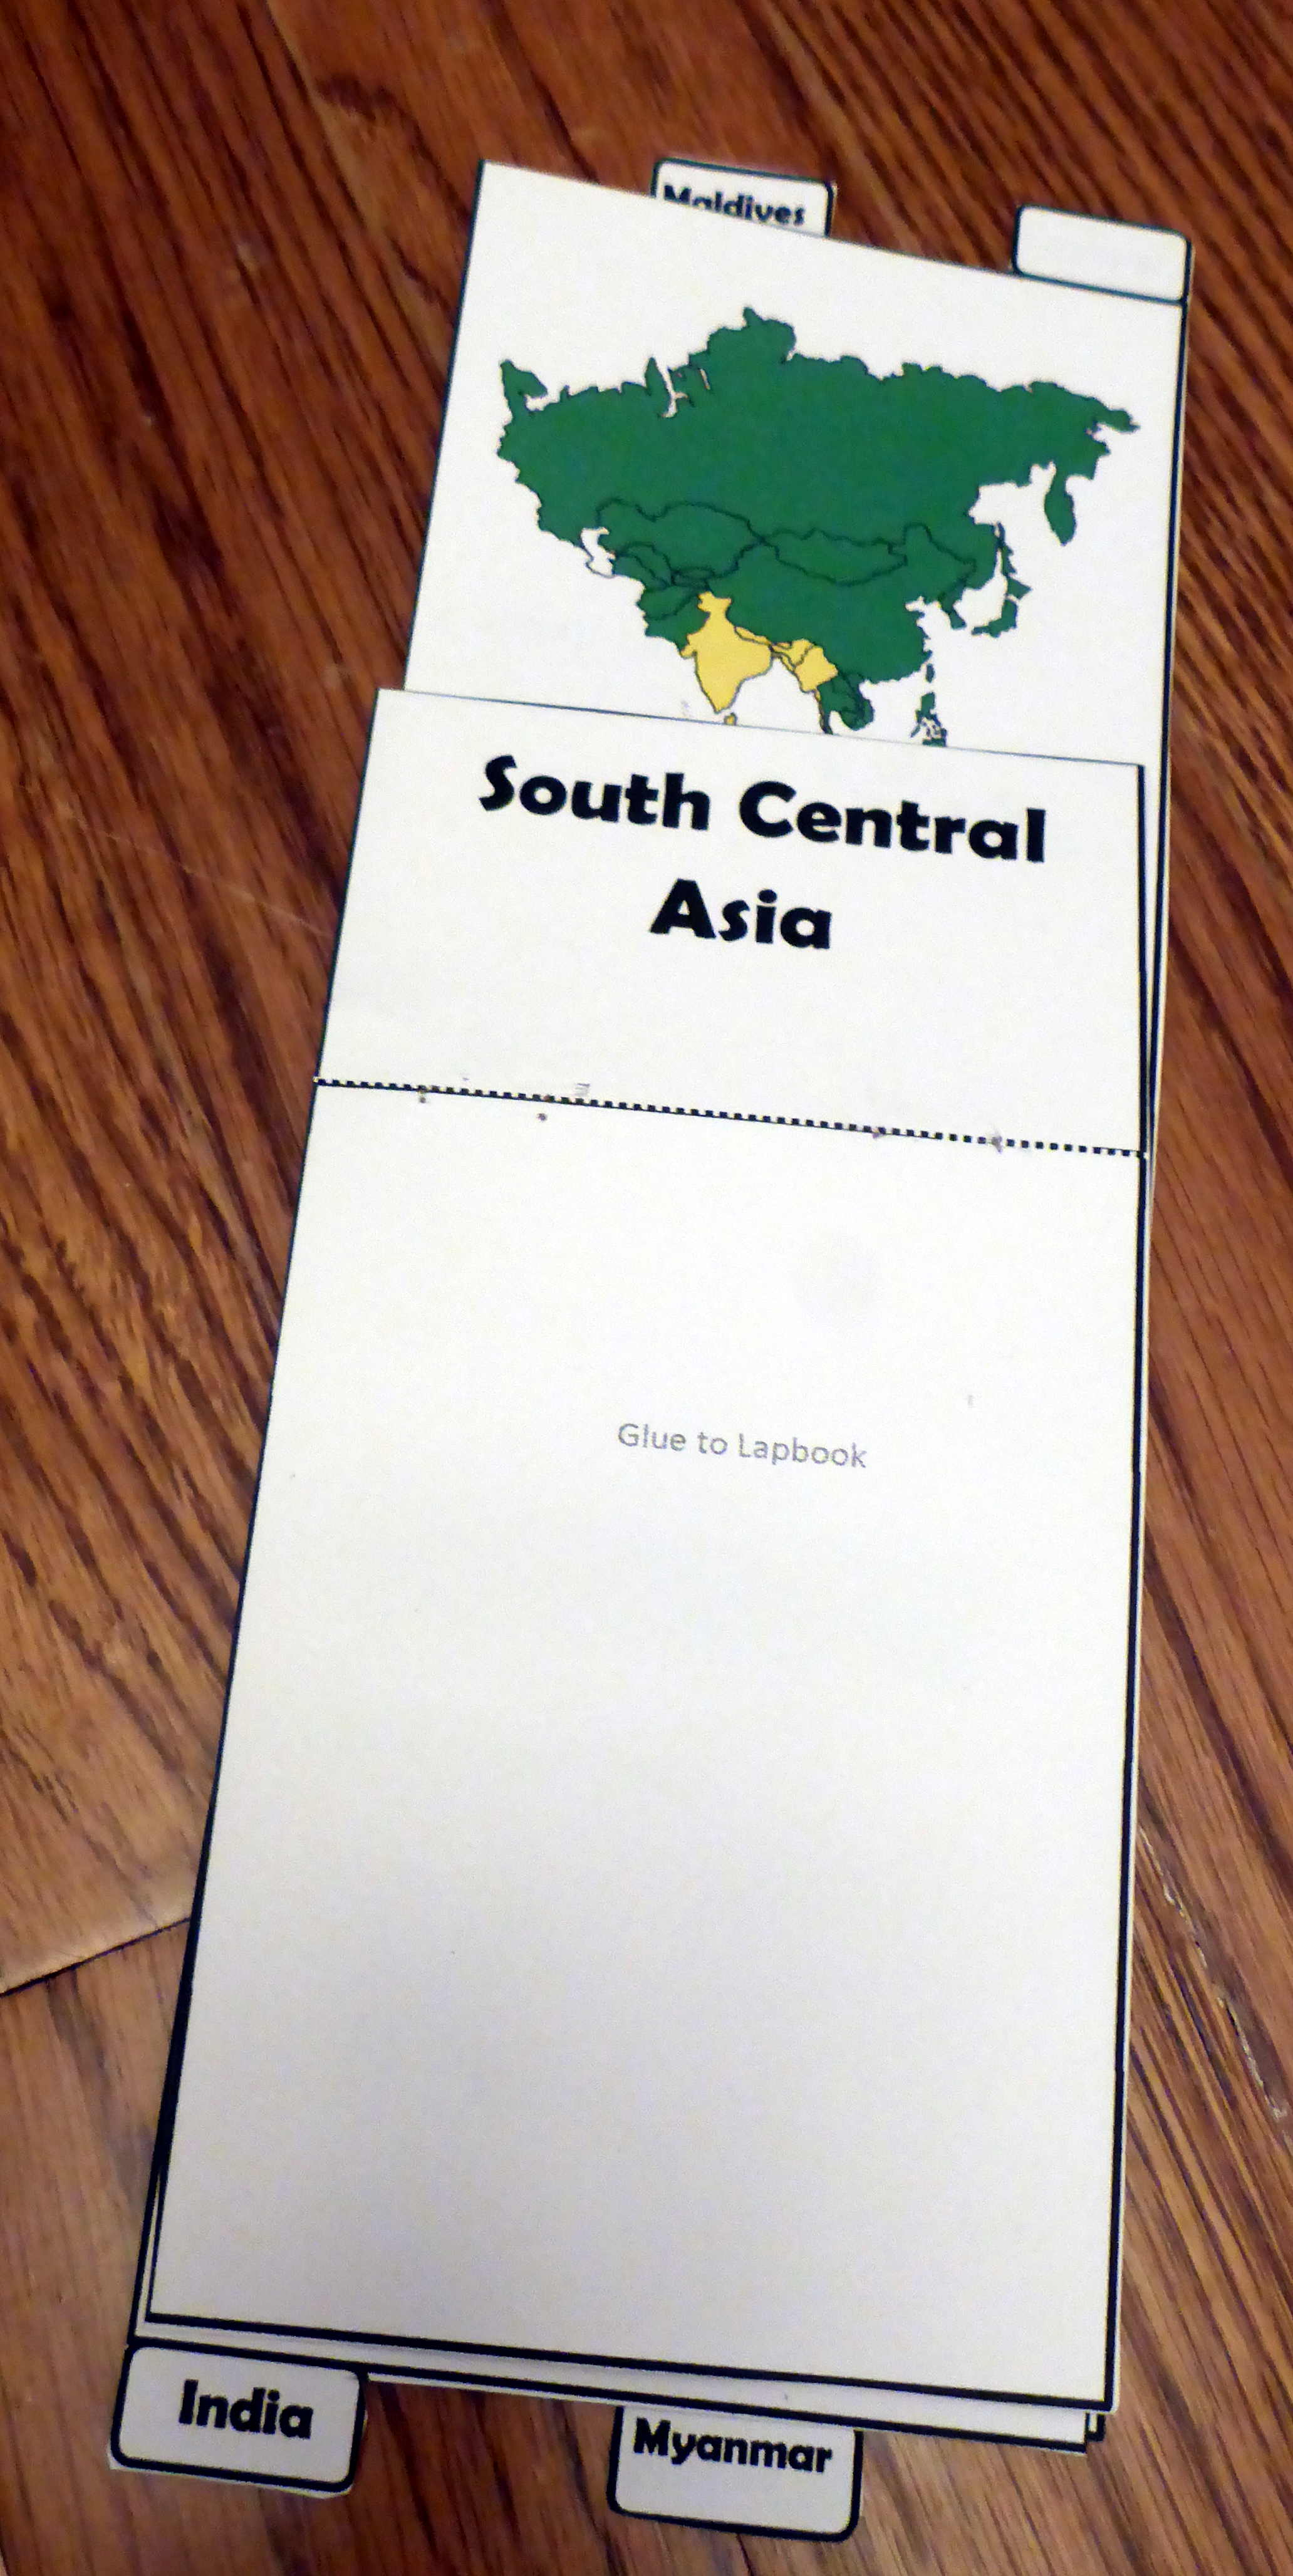 Maldives
South Central
Asia
Glue to Lapbook
India
Myanmar